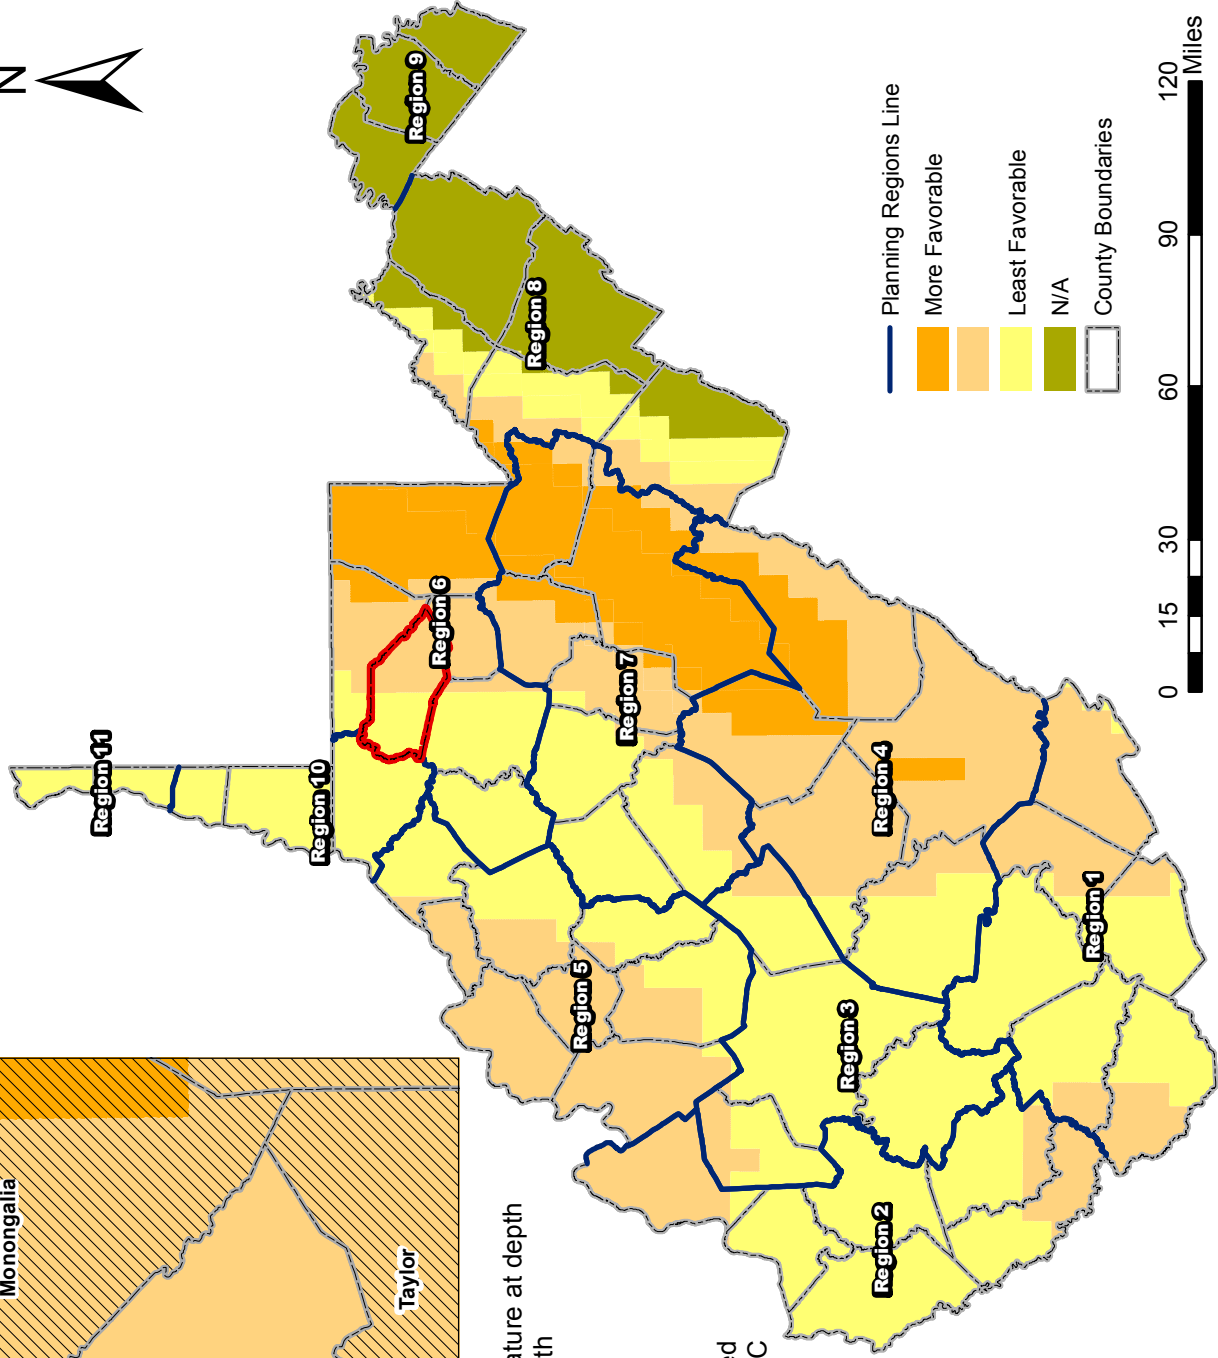 N
Region 11
Region 10
Region 9
Region 8
Region 6
Region 7
Region 5
Region 4
Region 3
Region 2
Region 1
Monongalia
Taylor
ature at depth
th
ed
C
Planning Regions Line
More Favorable
Least Favorable
N/A
County Boundaries
0 15 30 60 90 120
Miles